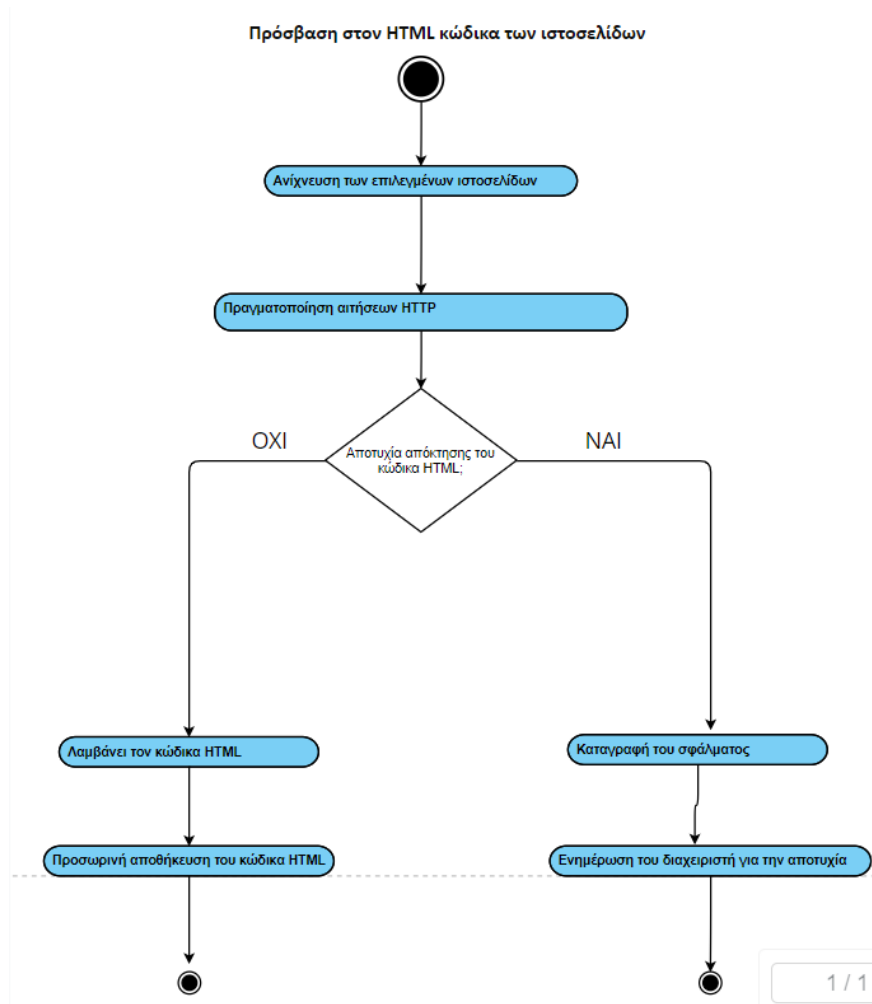 Πρόσβαση στον HTML κώδικα των ιστοσελίδων
Ανίχνευση των επιλεγμένων ιστοσελίδων
Πραγματοποίηση αιτήσεων HTTP
ΟΧΙ
ΝΑΙ
Αποτυχία απόκτησης του
κώδικα HTML;
Λαμβάνει τον κώδικα HTML
Καταγραφή του σφάλματος
Προσωρινή αποθήκευση του κώδικα HTML
Ενημέρωση του διαχειριστή για την αποτυχία
1 / 1